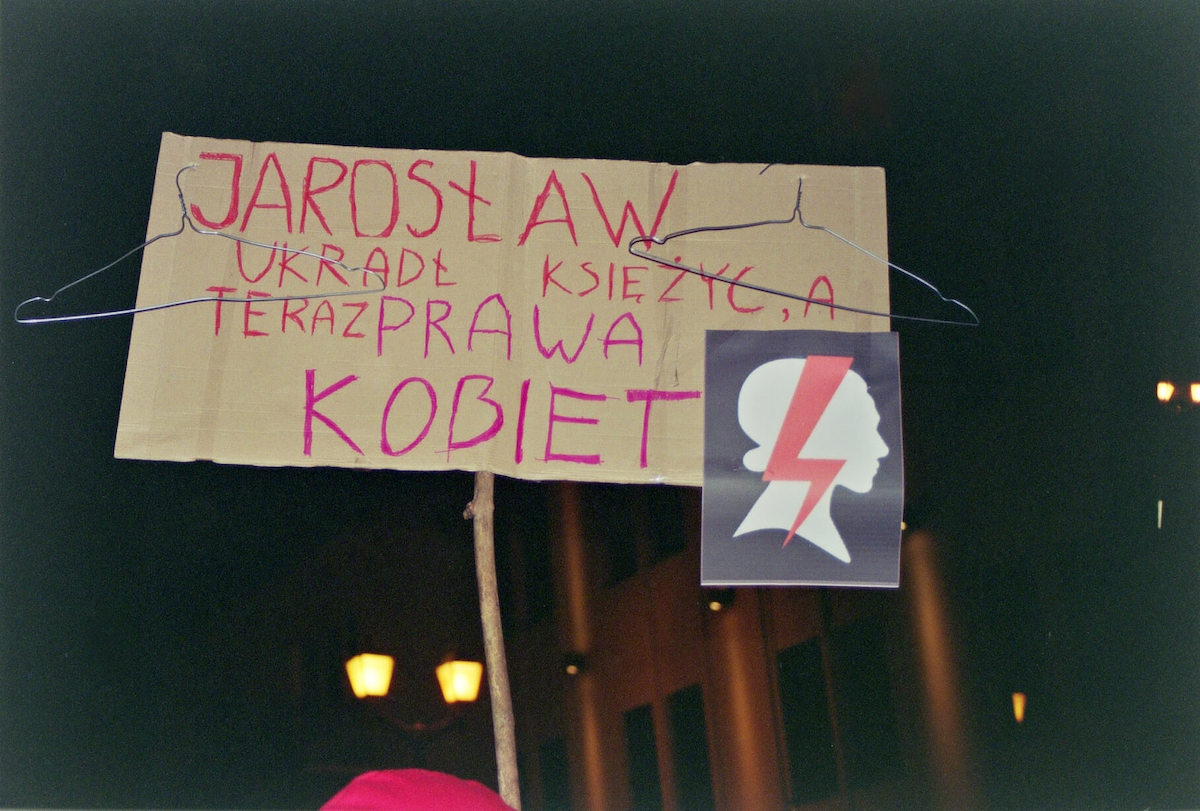 JAROSŁAW
UKRADŁ KSIĘŻYC, A
TERAZ PRAWA
KOBIET